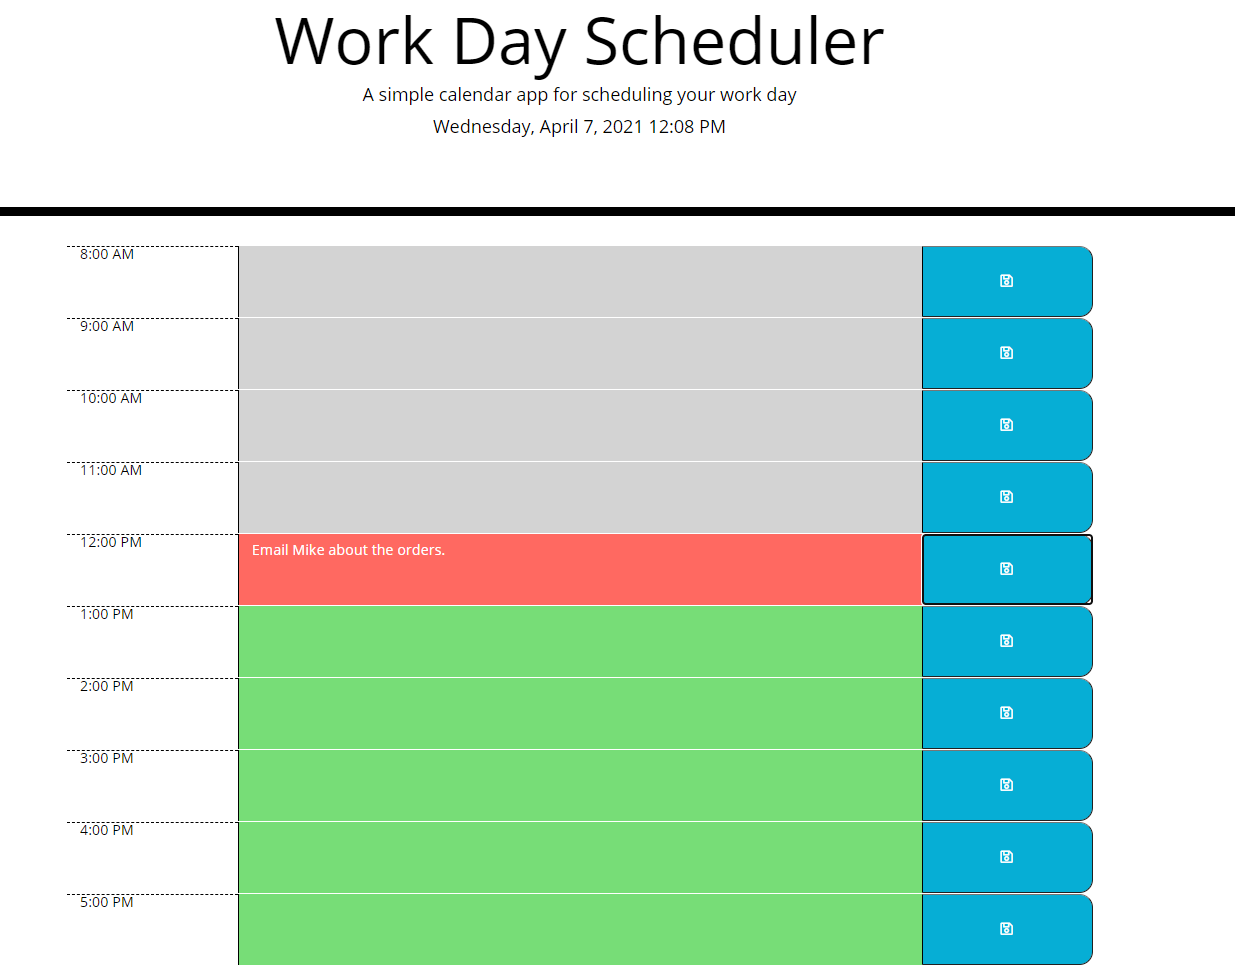 Work Day Scheduler
A simple calendar app for scheduling your work day
Wednesday, April 7, 2021 12:08 PM
8:00 AM
9:00 AM
10:00 AM
11:00 AM
12:00 PM
Email Mike about the orders.
1:00 PM
2:00 PM
3:00 PM
4:00 PM
5:00 PM